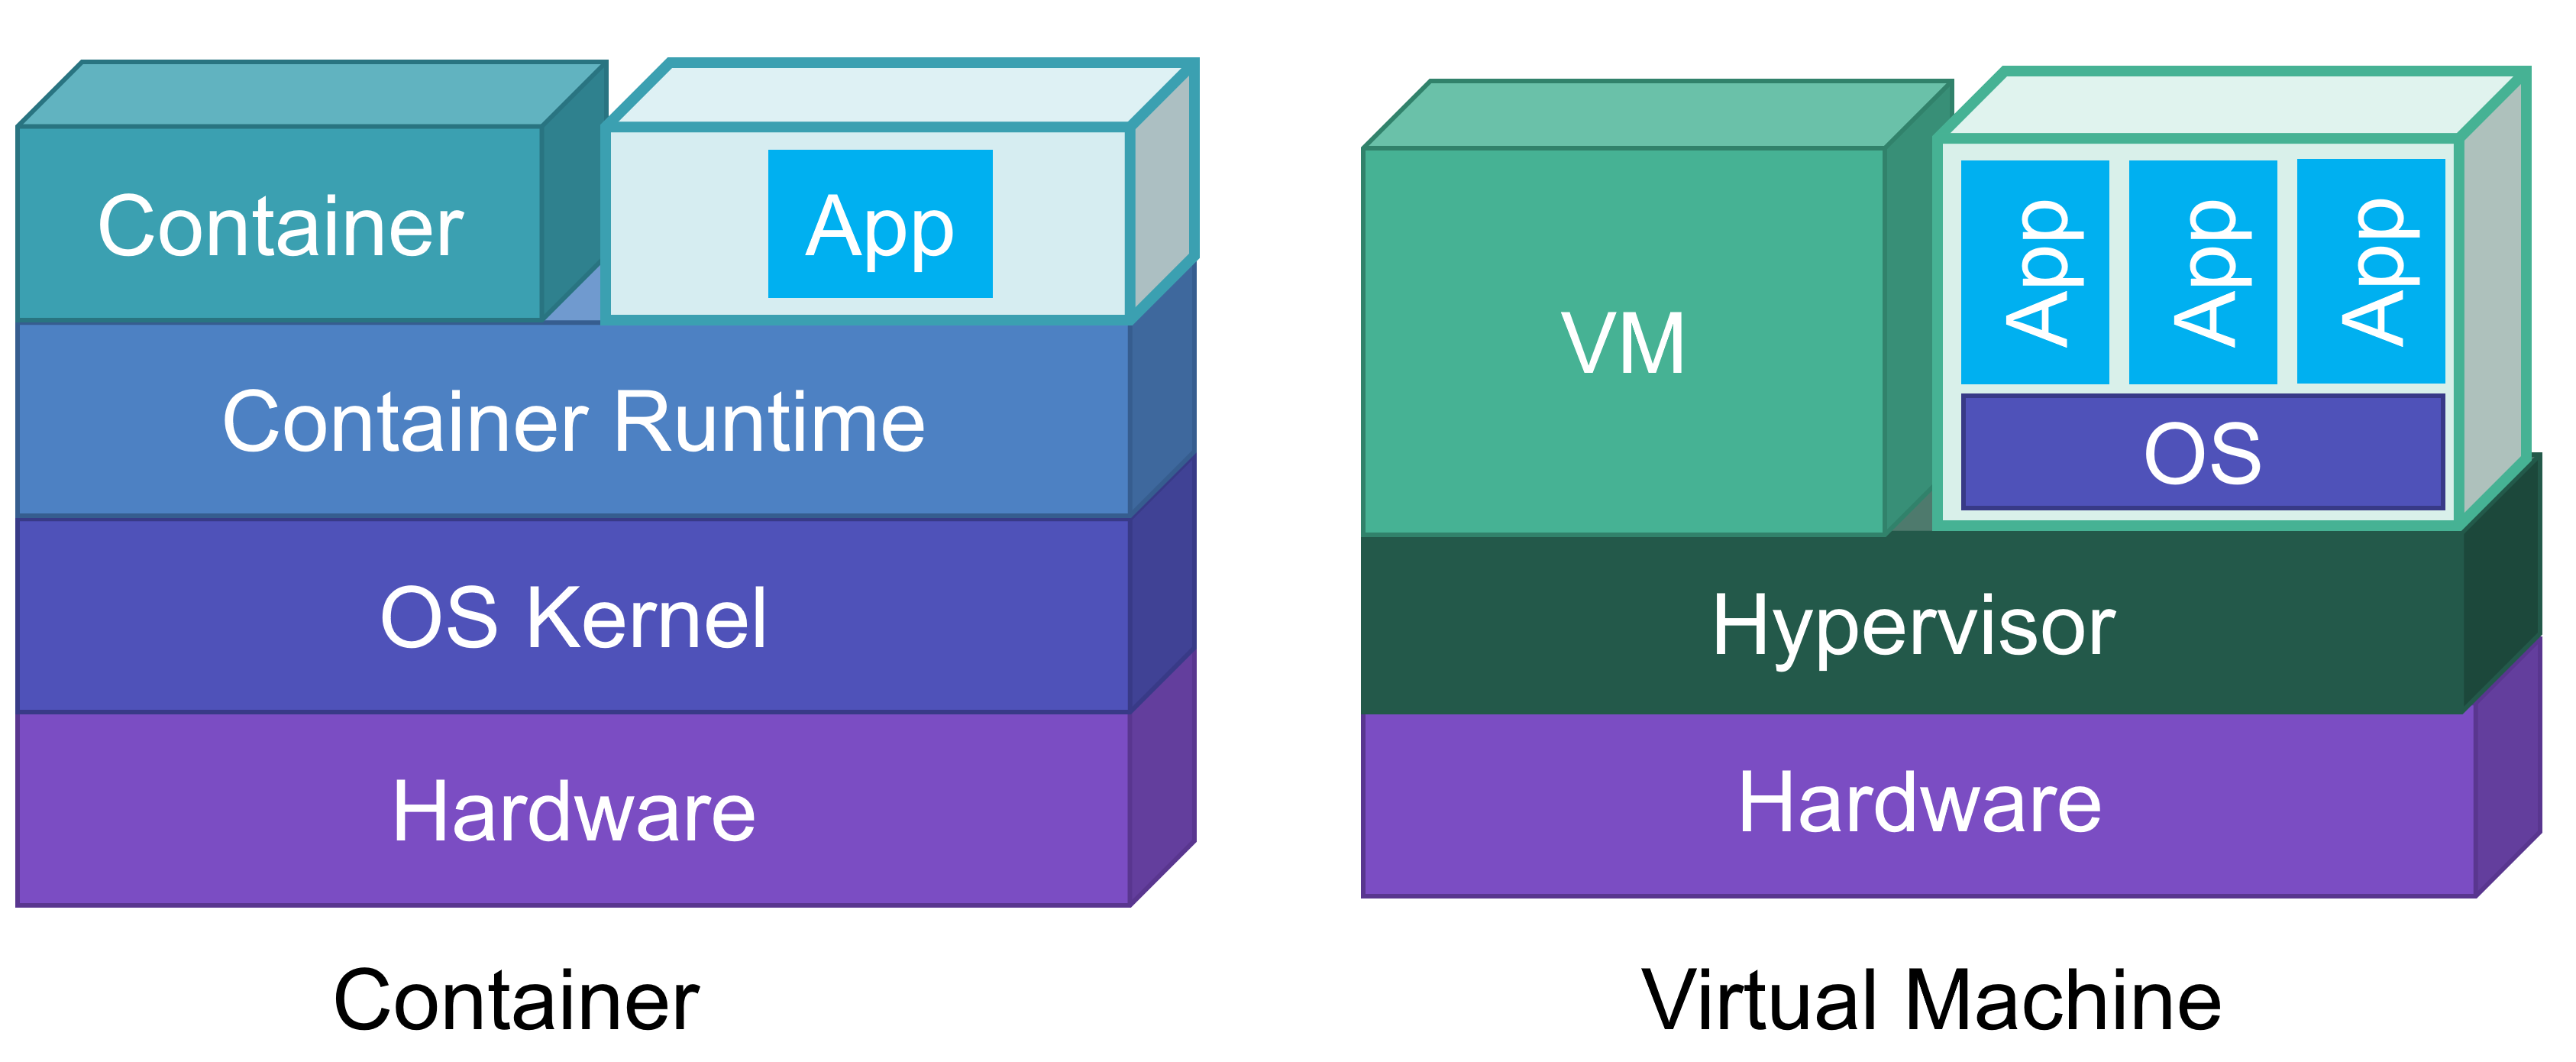 Container
App
Container Runtime
OS Kernel
Hardware
Container
VM
App
App
App
OS
Hypervisor
Hardware
Virtual Machine